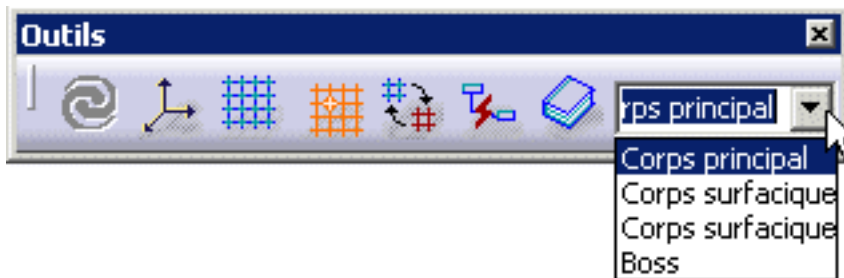 Outils
rps principal
Corps principal
Corps surfacique
Corps surfacique
Boss